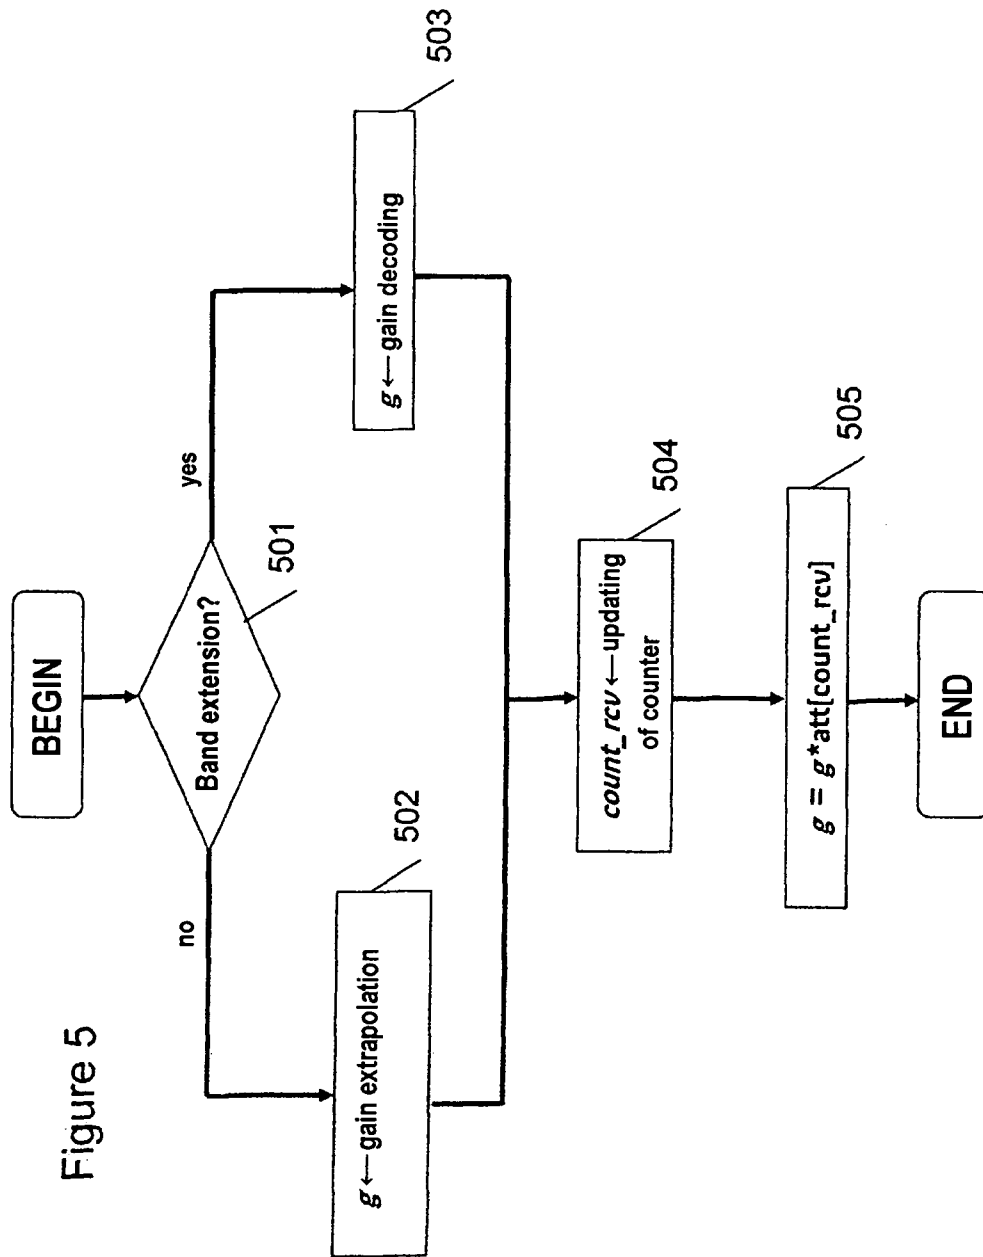 Figure 5
BEGIN
Band extension?
501
no
yes
502
g ← gain extrapolation
503
g ← gain decoding
504
count_rcv ← updating
of counter
505
g = g*att[count_rcv]
END